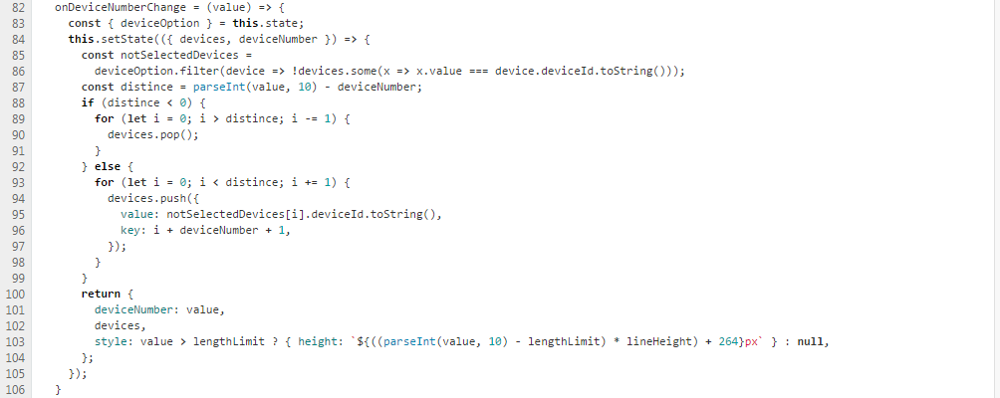 82 onDeviceNumberChange = (value) => {
83 const { deviceOption } = this.state;
84 this.setState(({ devices, deviceNumber }) => {
85 const notSelectedDevices =
86 deviceOption.filter(device => !devices.some(x => x.value === device.deviceId.toString()));
87 const distince = parseInt(value, 10) - deviceNumber;
88 if (distince < 0) {
89 for (let i = 0; i > distince; i -= 1) {
90 devices.pop();
91 }
92 } else {
93 for (let i = 0; i < distince; i += 1) {
94 devices.push({
95 value: notSelectedDevices[i].deviceId.toString(),
96 key: i + deviceNumber + 1,
97 });
98 }
99 }
100 return {
101 deviceNumber: value,
102 devices,
103 style: value > lengthLimit ? { height: `${((parseInt(value, 10) - lengthLimit) * lineHeight) + 264}px` } : null,
104 };
105 });
106 }